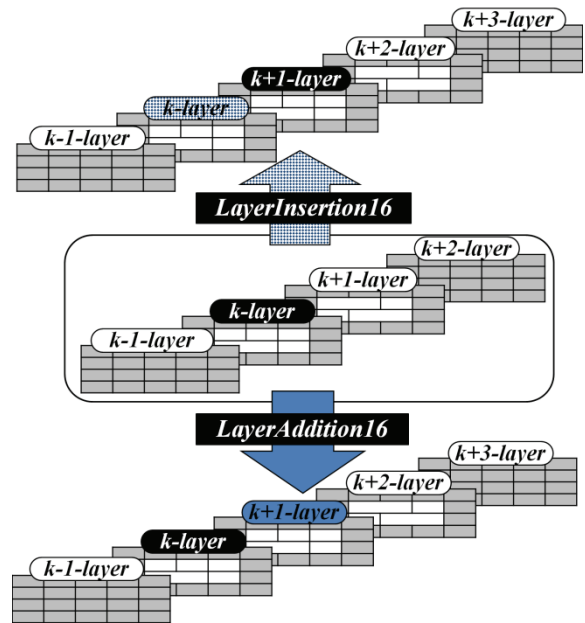 k+3-layer
k+2-layer
k+1-layer
k-layer
k-1-layer
LayerInsertion16
k+2-layer
k+1-layer
k-layer
k-1-layer
LayerAddition16
k+3-layer
k+2-layer
k+1-layer
k-layer
k-1-layer